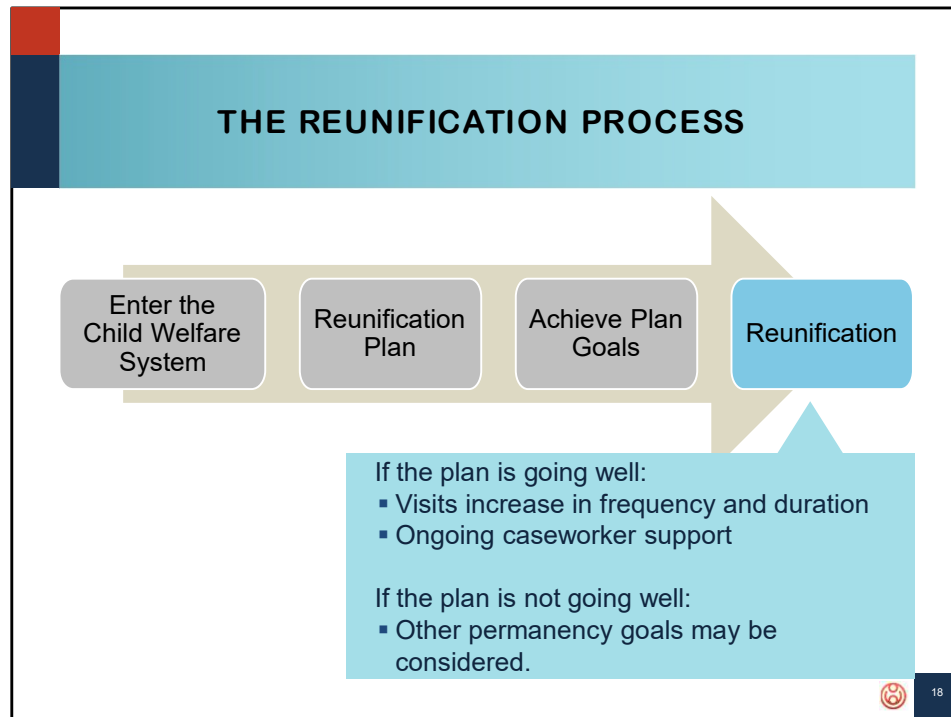 THE REUNIFICATION PROCESS
Enter the
Child Welfare
System
Reunification
Plan
Achieve Plan
Goals
Reunification
If the plan is going well:
▪ Visits increase in frequency and duration
▪ Ongoing caseworker support
If the plan is not going well:
▪ Other permanency goals may be
considered.
18